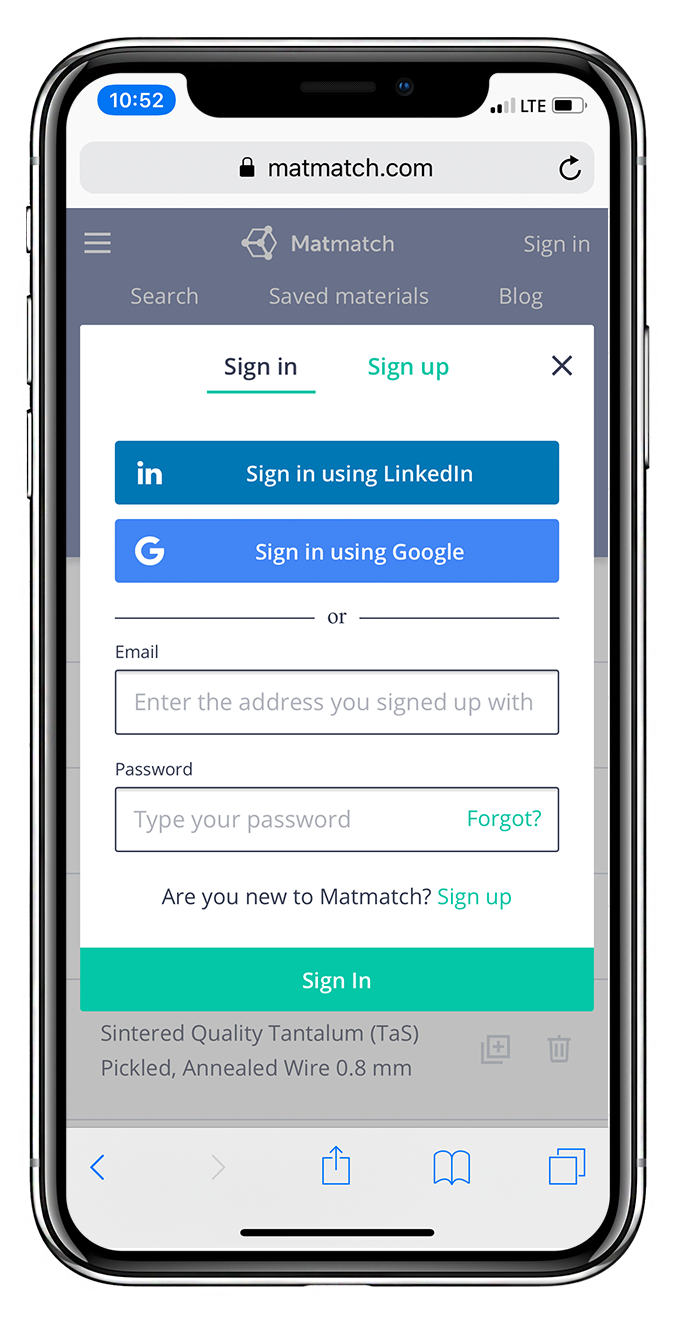 10:52
LTE
matmatch.com
Matmatch
Sign in
Search
Saved materials
Blog
Sign in
Sign up
in
Sign in using LinkedIn
G
Sign in using Google
or
Email
Enter the address you signed up with
Password
Type your password
Forgot?
Are you new to Matmatch? Sign up
Sign In
Sintered Quality Tantalum (TaS)
Pickled, Annealed Wire 0.8 mm